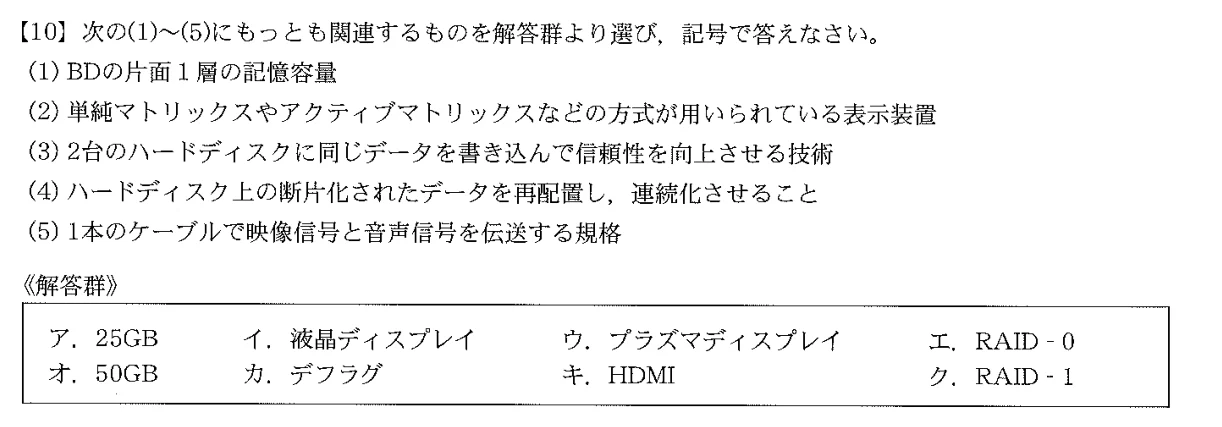 【10】次の(1)～(5)にもっとも関連するものを解答群より選び，記号で答えなさい。
(1) BDの片面１層の記憶容量
(2) 単純マトリックスやアクティブマトリックスなどの方式が用いられている表示装置
(3) 2台のハードディスクに同じデータを書き込んで信頼性を向上させる技術
(4) ハードディスク上の断片化されたデータを再配置し，連続化させること
(5) 1本のケーブルで映像信号と音声信号を伝送する規格
《解答群》
ア．25GB イ．液晶ディスプレイ ウ．プラズマディスプレイ エ．RAID - 0
オ．50GB カ．デフラグ キ．HDMI ク．RAID - 1